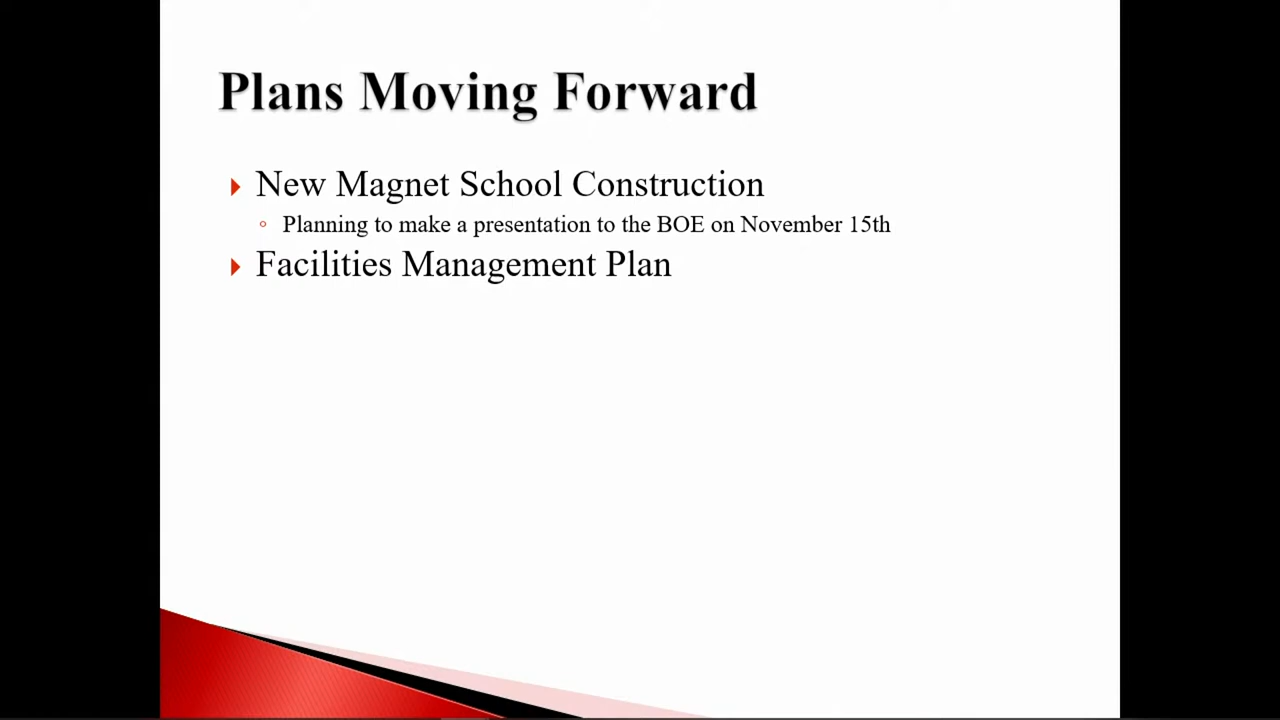 Plans Moving Forward
New Magnet School Construction
Planning to make a presentation to the BOE on November 15th
Facilities Management Plan